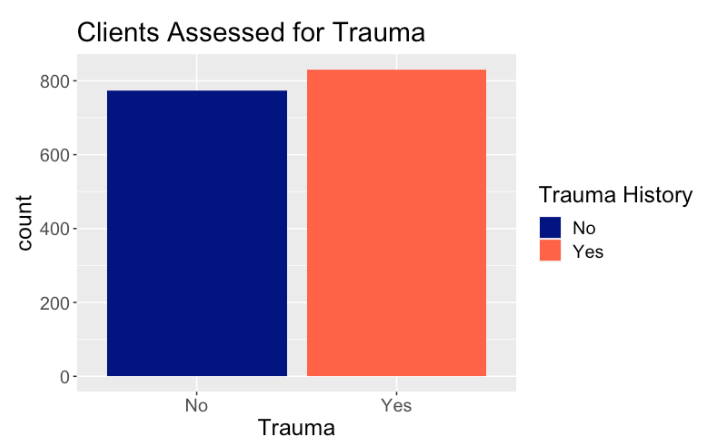 Clients Assessed for Trauma
800
600
400
200
0
count
No
Yes
Trauma
Trauma History
No
Yes